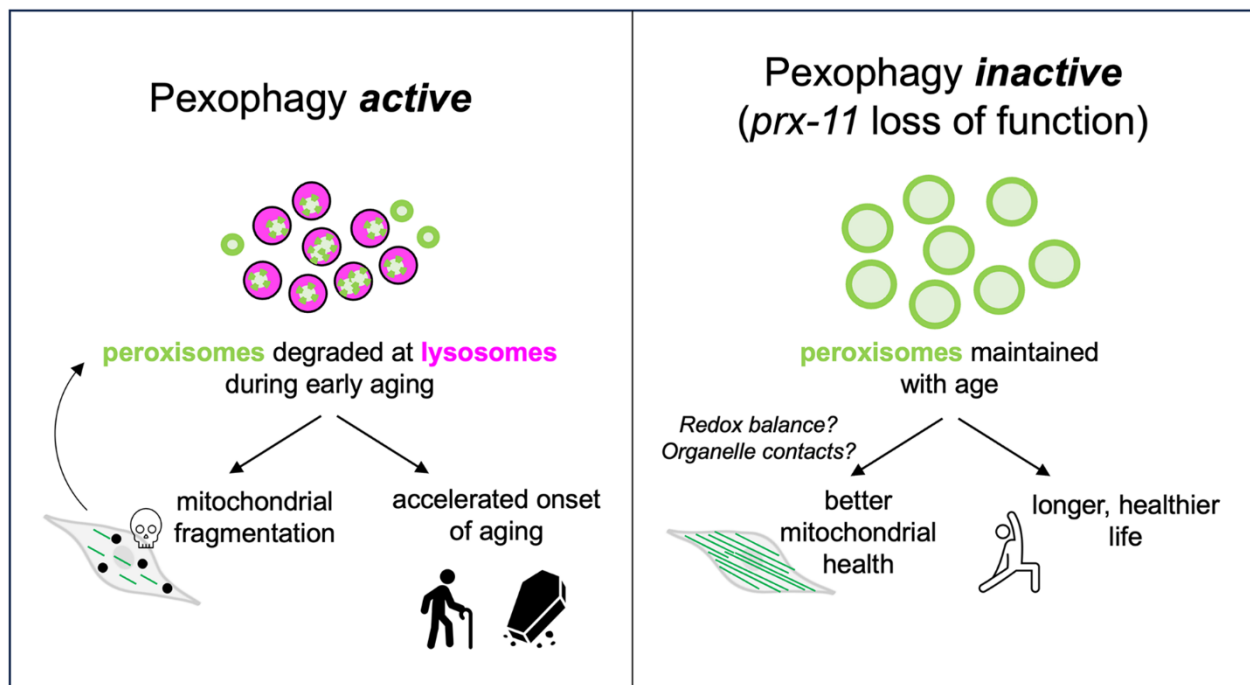 Pexophagy active
peroxisomes degraded at lysosomes
during early aging
mitochondrial
fragmentation
accelerated onset
of aging
Pexophagy inactive
(prx-11 loss of function)
peroxisomes maintained
with age
Redox balance?
Organelle contacts?
better
mitochondrial
health
longer, healthier
life